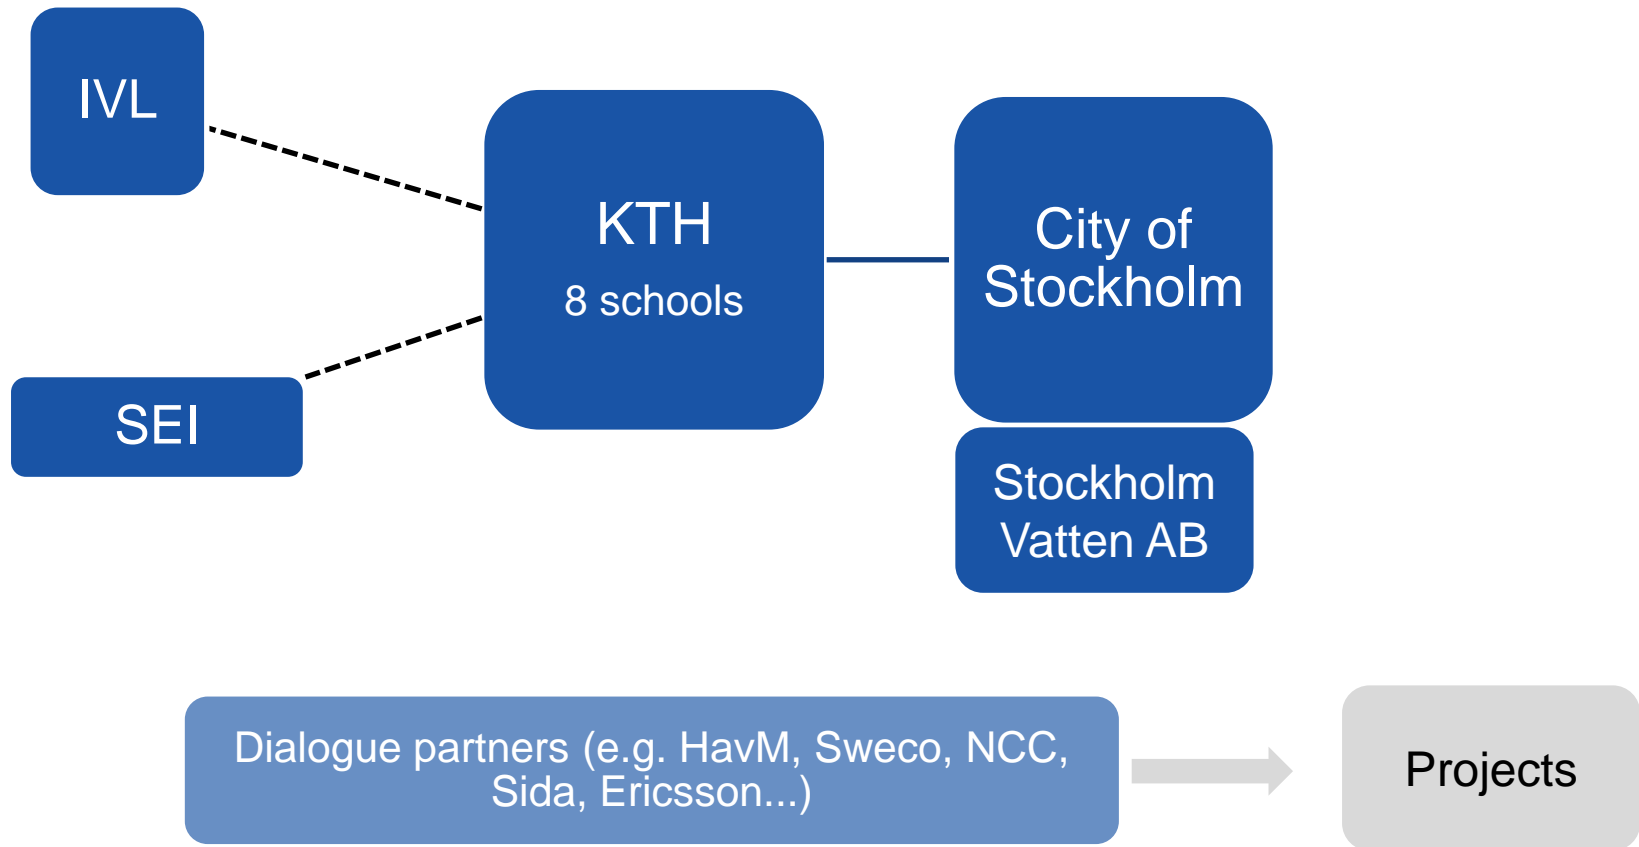 IVL
KTH
8 schools
City of
Stockholm
SEI
Stockholm
Vatten AB
Dialogue partners (e.g. HavM, Sweco, NCC,
Sida, Ericsson...)
Projects